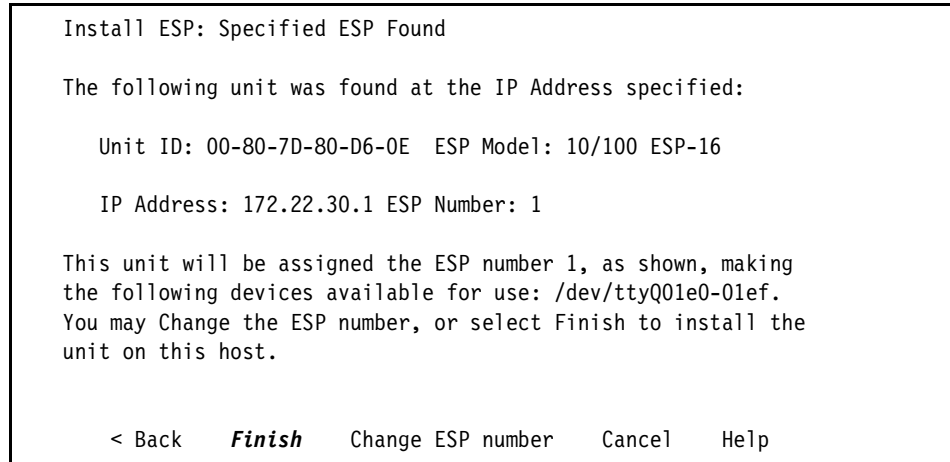 Install ESP: Specified ESP Found
The following unit was found at the IP Address specified:
Unit ID: 00-80-7D-80-D6-0E ESP Model: 10/100 ESP-16
IP Address: 172.22.30.1 ESP Number: 1
This unit will be assigned the ESP number 1, as shown, making
the following devices available for use: /dev/ttyQ01e0-01ef.
You may Change the ESP number, or select Finish to install the
unit on this host.
< Back Finish Change ESP number Cancel Help